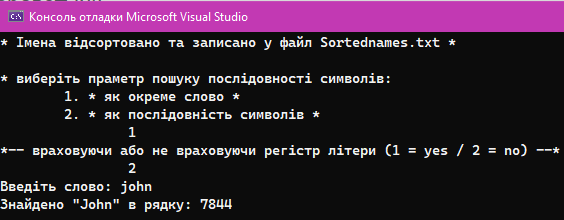 Консоль отладки Microsoft Visual Studio
* Імена відсортовано та записано у файл Sortednames.txt *
* виберіть праметр пошуку послідовності символів:
1. * як окреме слово *
2. * як послідовність символів *
1
*-- враховуючи або не враховуючи регістр літери (1 = yes / 2 = no) --*
2
Введіть слово: john
Знайдено "John" в рядку: 7844